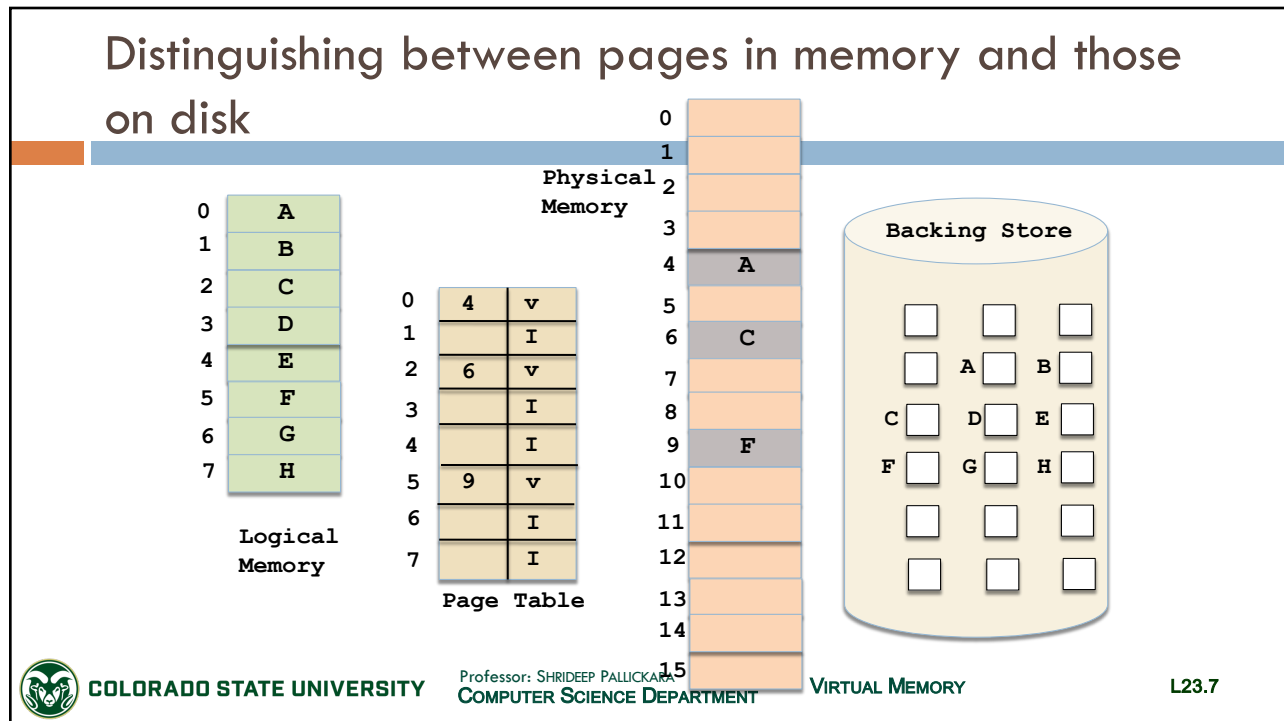 Distinguishing between pages in memory and those
on disk
0
1
2
3
4
5
6
7
A
B
C
D
E
F
G
H
Logical
Memory
0 4 v
1 I
2 6 v
3 I
4 I
5 9 v
6 I
7 I
Page Table
Physical
Memory
0
1
2
3
4 A
5
6 C
7
8
9 F
10
11
12
13
14
15
Backing Store
A B
C D E
F G H
COLORADO STATE UNIVERSITY
Professor: SHRIDEEP PALLICKARA
COMPUTER SCIENCE DEPARTMENT
VIRTUAL MEMORY
L23.7